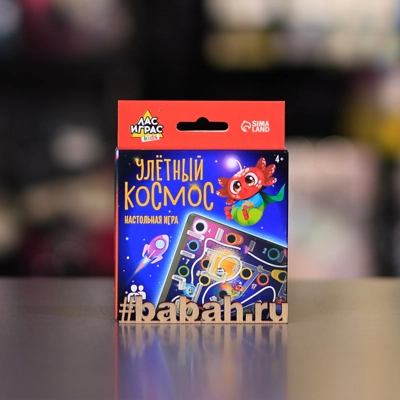 ЛАС
ИГРАС
kids
SIMA
LAND
УЛЁТНЫЙ
КОСМОС
НАСТОЛЬНАЯ ИГРА
4+
#babah.ru